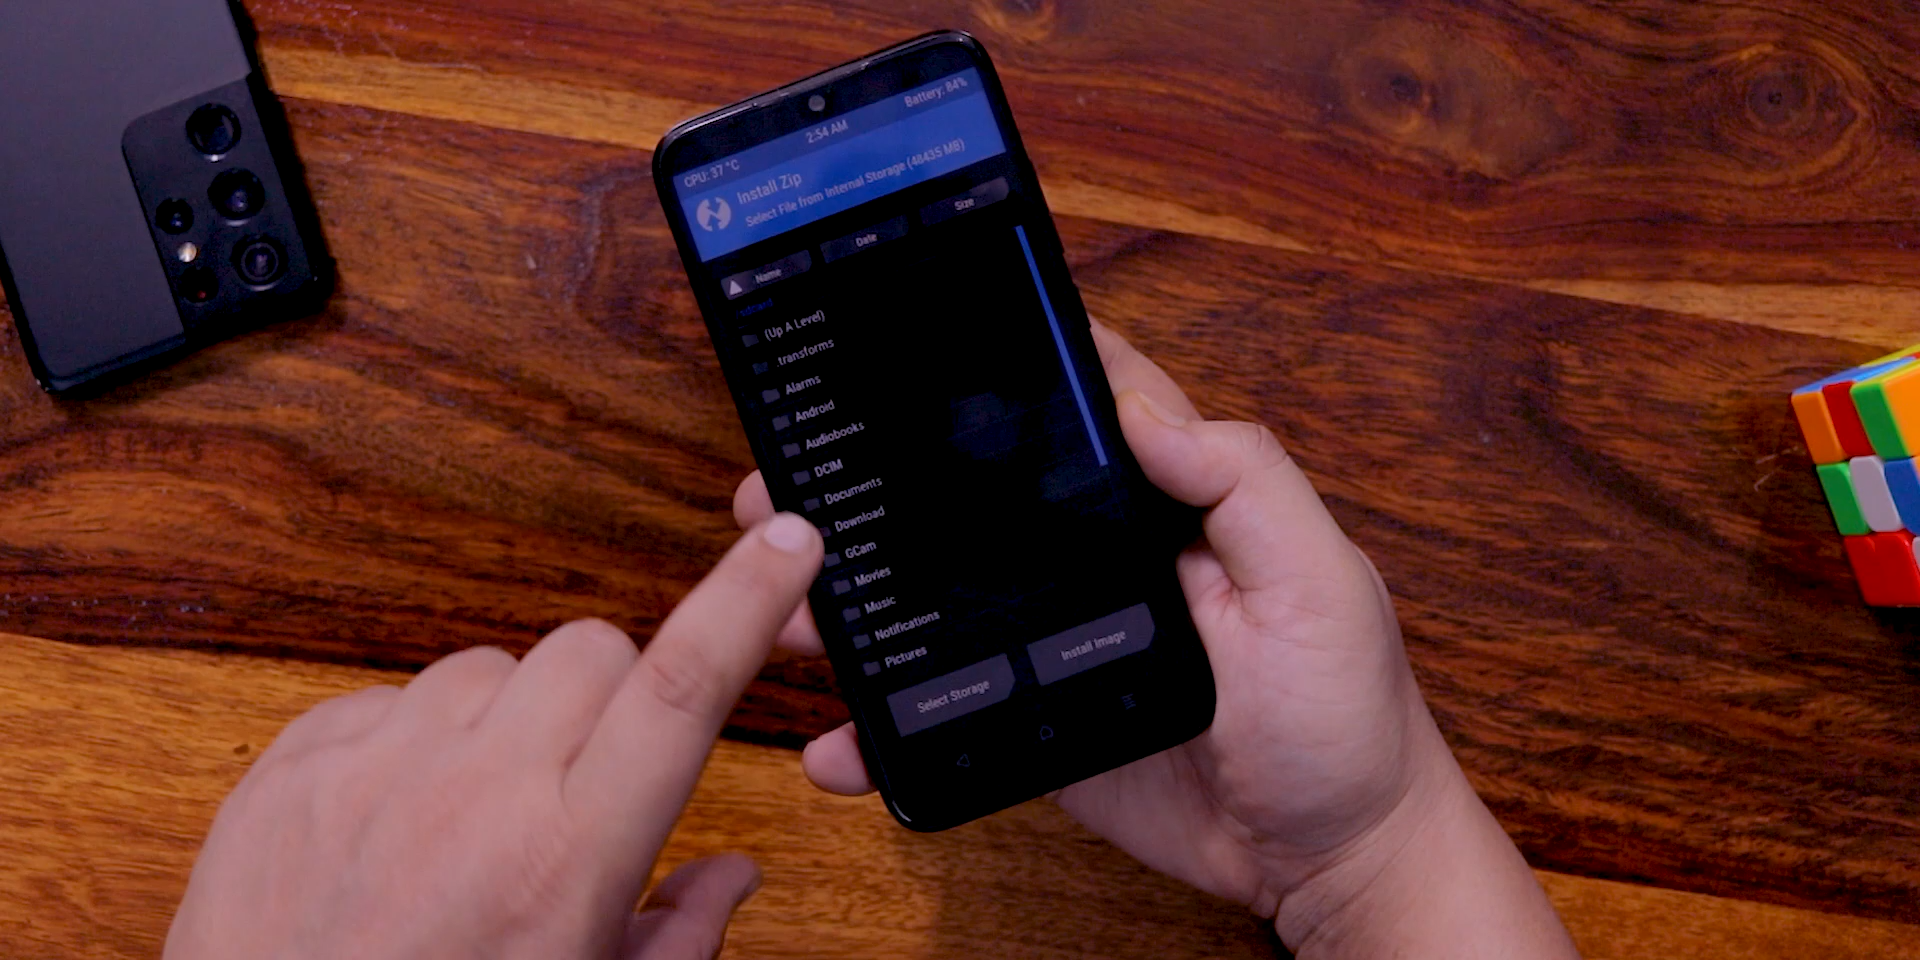 CPU: 37 °C
2:54 AM
Battery: 84%
Install Zip
Select File from Internal Storage (48435 MB)
Name
Date
Size
/sdcard
(Up A Level)
.transforms
Alarms
Android
Audiobooks
DCIM
Documents
Download
GCam
Movies
Music
Notifications
Pictures
Select Storage
Install Image